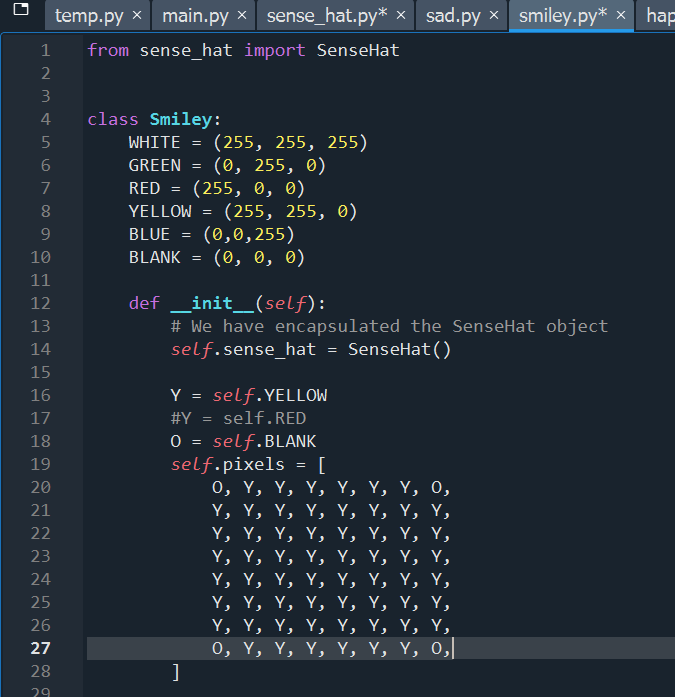 temp.py × main.py × sense_hat.py* × sad.py × smiley.py* × hap
1 from sense_hat import SenseHat
2
3
4 class Smiley:
5     WHITE = (255, 255, 255)
6     GREEN = (0, 255, 0)
7     RED = (255, 0, 0)
8     YELLOW = (255, 255, 0)
9     BLUE = (0,0,255)
10     BLANK = (0, 0, 0)
11
12     def __init__(self):
13         # We have encapsulated the SenseHat object
14         self.sense_hat = SenseHat()
15
16         Y = self.YELLOW
17         #Y = self.RED
18         O = self.BLANK
19         self.pixels = [
20             O, Y, Y, Y, Y, Y, Y, O,
21             Y, Y, Y, Y, Y, Y, Y, Y,
22             Y, Y, Y, Y, Y, Y, Y, Y,
23             Y, Y, Y, Y, Y, Y, Y, Y,
24             Y, Y, Y, Y, Y, Y, Y, Y,
25             Y, Y, Y, Y, Y, Y, Y, Y,
26             Y, Y, Y, Y, Y, Y, Y, Y,
27             O, Y, Y, Y, Y, Y, Y, O,
28         ]
29